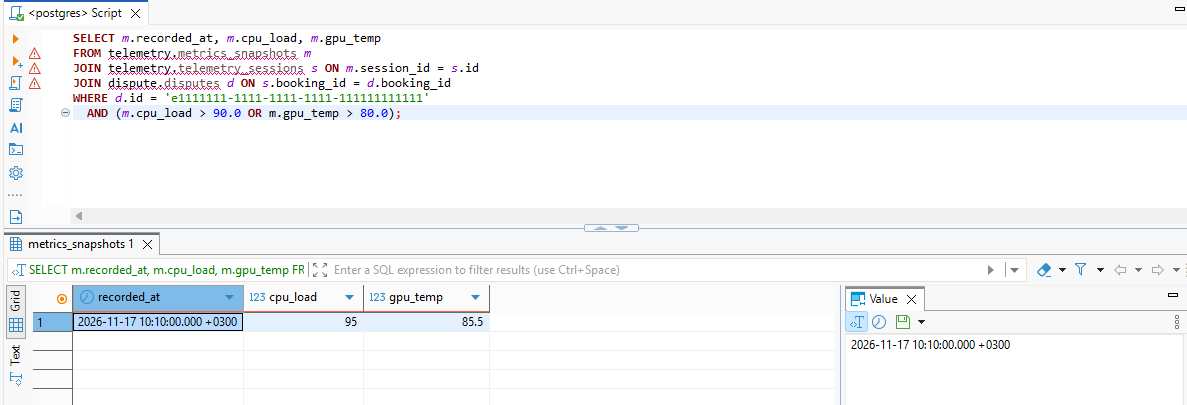 <postgres> Script
SELECT m.recorded_at, m.cpu_load, m.gpu_temp
FROM telemetry.metrics_snapshots m
JOIN telemetry.telemetry_sessions s ON m.session_id = s.id
JOIN dispute.disputes d ON s.booking_id = d.booking_id
WHERE d.id = 'e1111111-1111-1111-1111-111111111111'
AND (m.cpu_load > 90.0 OR m.gpu_temp > 80.0);
AI
metrics_snapshots 1
SELECT m.recorded_at, m.cpu_load, m.gpu_temp FR
Enter a SQL expression to filter results (use Ctrl+Space)
Grid
Text
recorded_at
123 cpu_load
123 gpu_temp
1
2026-11-17 10:10:00.000 +0300
95
85.5
Value
2026-11-17 10:10:00.000 +0300